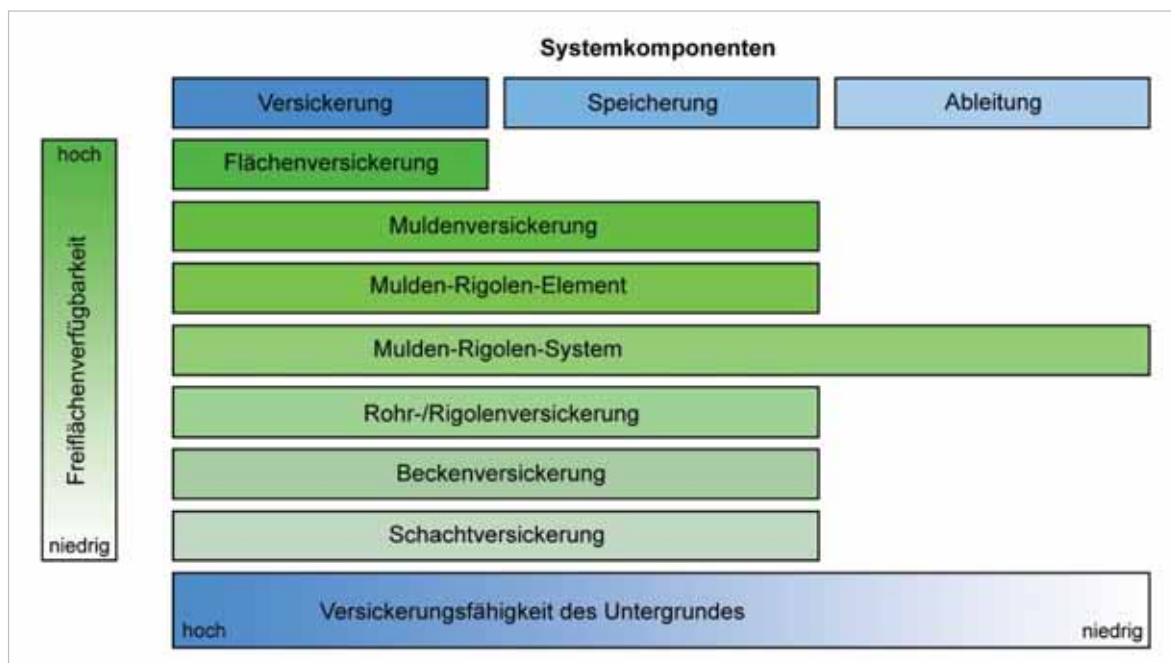 Systemkomponenten
Versickerung
Speicherung
Ableitung
hoch
Freiflächenverfügbarkeit
niedrig
Flächenversickerung
Muldenversickerung
Mulden-Rigolen-Element
Mulden-Rigolen-System
Rohr-/Rigolenversickerung
Beckenversickerung
Schachtversickerung
Versickerungsfähigkeit des Untergrundes
hoch
niedrig